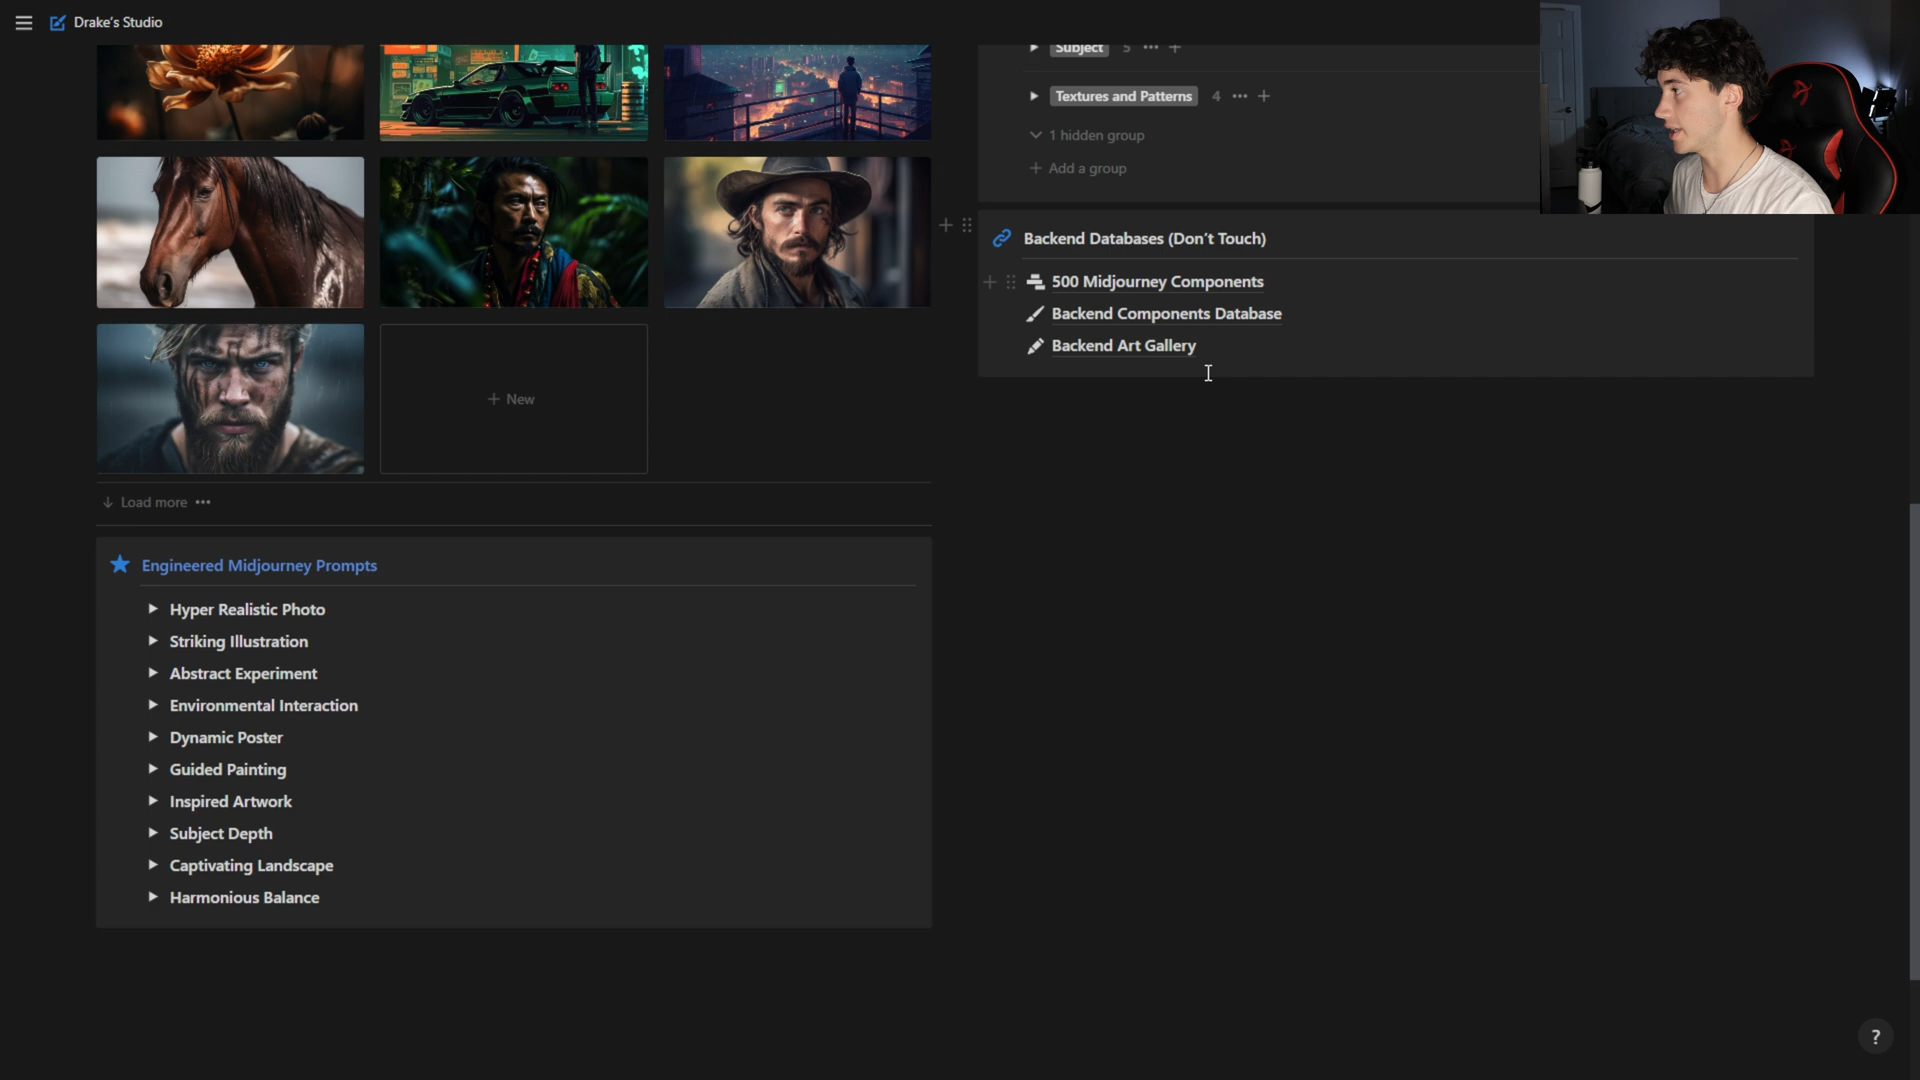 Drake's Studio
Subject 5
Textures and Patterns 4
1 hidden group
Add a group
Backend Databases (Don't Touch)
500 Midjourney Components
Backend Components Database
Backend Art Gallery
New
Load more
Engineered Midjourney Prompts
Hyper Realistic Photo
Striking Illustration
Abstract Experiment
Environmental Interaction
Dynamic Poster
Guided Painting
Inspired Artwork
Subject Depth
Captivating Landscape
Harmonious Balance
?